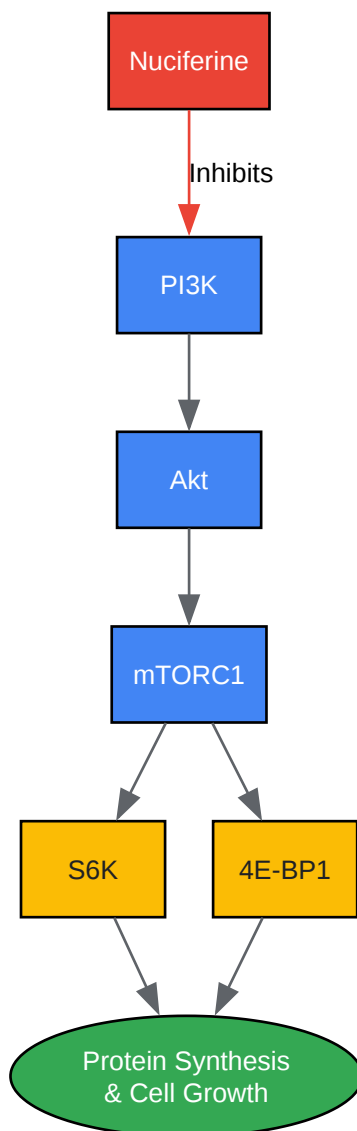 Nuciferine
Inhibits
PI3K
Akt
mTORC1
S6K
4E-BP1
Protein Synthesis
& Cell Growth